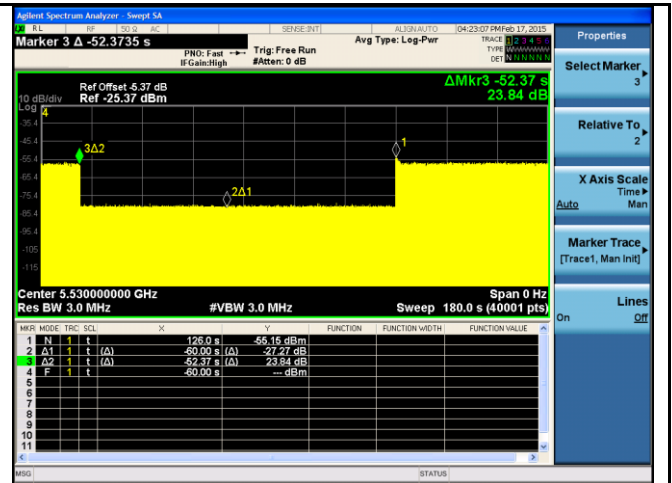 Agilent Spectrum Analyzer - Swept SA
RL RF 50 Ω AC SENSE:INT ALIGNAUTO 04:23:07 PM Feb 17, 2015
Marker 3 Δ -52.3735 s
PNO: Fast
IFGain:High
Trig: Free Run
#Atten: 0 dB
Avg Type: Log-Pwr
TRACE 1 2 3 4 5 6
TYPE WWWWWW
DET N N N N N N
Ref Offset -5.37 dB
Ref -25.37 dBm
10 dB/div
Log
ΔMkr3 -52.37 s
23.84 dB
-35.4
-45.4
-55.4
-65.4
-75.4
-85.4
-95.4
-105
-115
4
3Δ2
2Δ1
1
Center 5.530000000 GHz Span 0 Hz
Res BW 3.0 MHz #VBW 3.0 MHz Sweep 180.0 s (40001 pts)
MKR MODE TRC SCL X Y FUNCTION FUNCTION WIDTH FUNCTION VALUE
1 N 1 t 126.0 s -55.15 dBm
2 Δ1 1 t (Δ) -60.00 s (Δ) -27.27 dB
3 Δ2 1 t (Δ) -52.37 s (Δ) 23.84 dB
4 F 1 t -60.00 s --- dBm
5
6
7
8
9
10
11
MSG STATUS
Properties
Select Marker
3
Relative To
2
X Axis Scale
Time
Auto Man
Marker Trace
[Trace1, Man Init]
Lines
On Off